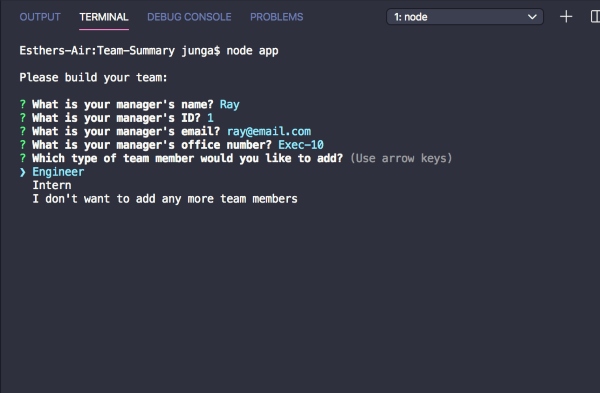 OUTPUT TERMINAL DEBUG CONSOLE PROBLEMS 1: node
Esthers-Air:Team-Summary junga$ node app
Please build your team:
? What is your manager's name? Ray
? What is your manager's ID? 1
? What is your manager's email? ray@email.com
? What is your manager's office number? Exec-10
? Which type of team member would you like to add? (Use arrow keys)
❯ Engineer
Intern
I don't want to add any more team members